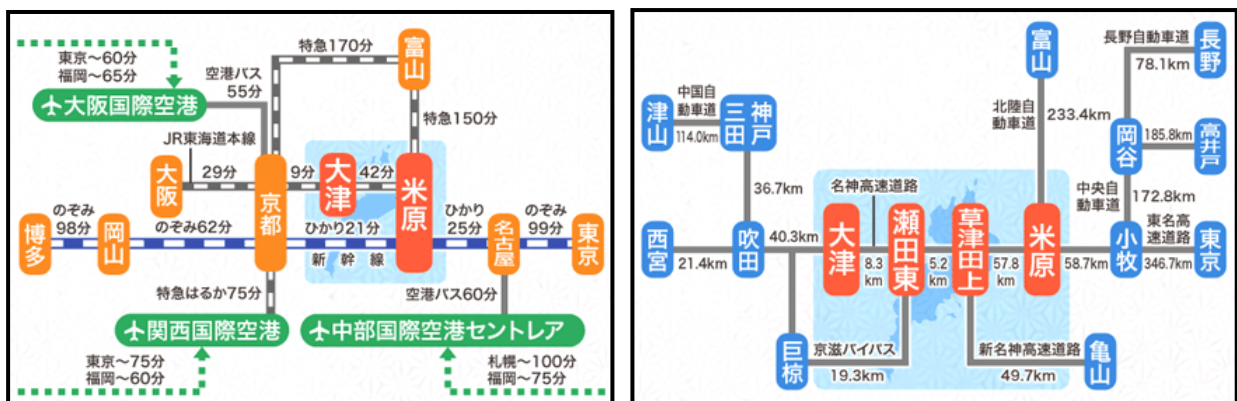 東京〜60分
福岡〜65分
大阪国際空港
空港バス
55分
特急170分
富山
特急150分
JR東海道本線
大阪
29分
京都
9分
大津
42分
米原
博多
のぞみ
98分
岡山
のぞみ62分
ひかり21分
新幹線
ひかり
25分
名古屋
のぞみ
99分
東京
特急はるか75分
空港バス60分
関西国際空港
中部国際空港セントレア
東京〜75分
福岡〜60分
札幌〜100分
福岡〜75分
津山
中国自
動車道
114.0km
神戸
三田
36.7km
富山
北陸自
動車道
233.4km
長野自動車道
78.1km
長野
岡谷
185.8km
高井戸
中央自
動車道
172.8km
西宮
21.4km
吹田
40.3km
大津
名神高速道路
8.3
km
瀬田東
5.2
km
草津田上
57.8
km
米原
58.7km
小牧
東名高
速道路
346.7km
東京
巨椋
京滋バイパス
19.3km
新名神高速道路
49.7km
亀山